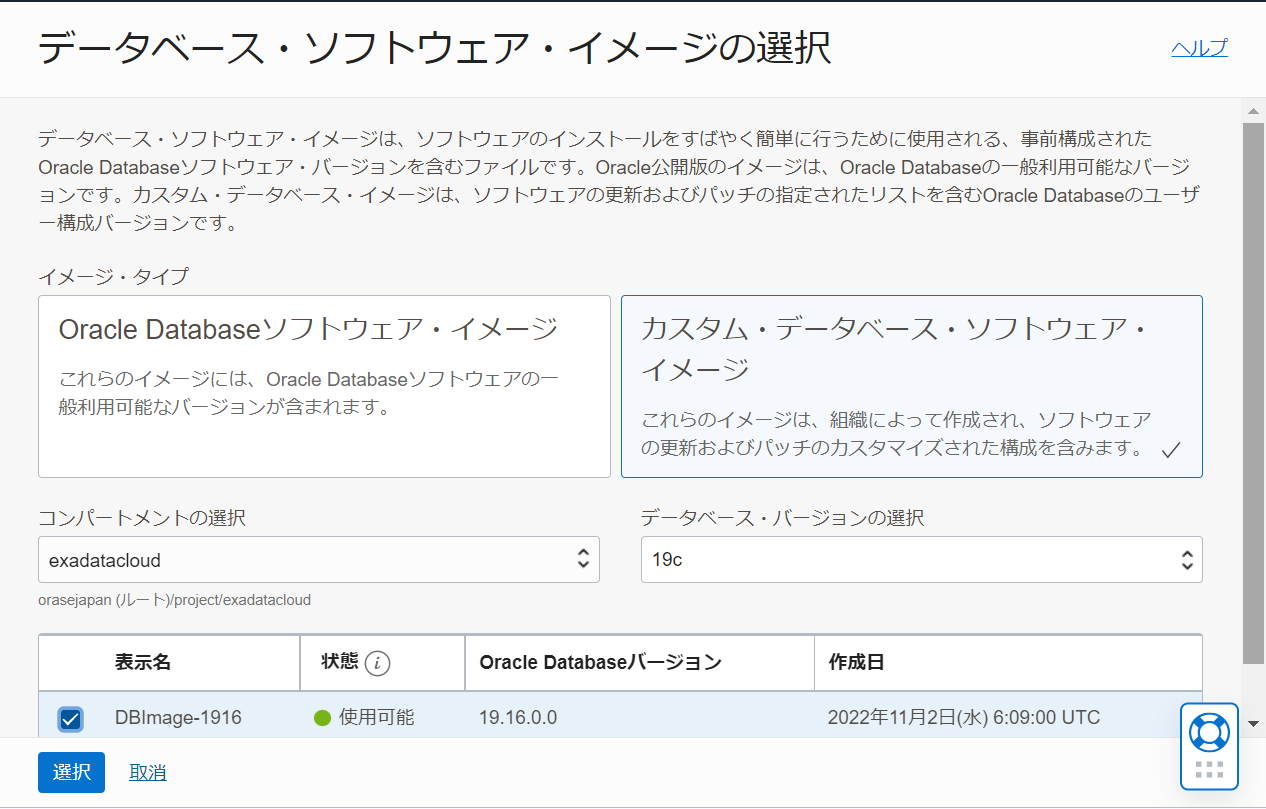 データベース・ソフトウェア・イメージの選択
ヘルプ
データベース・ソフトウェア・イメージは、ソフトウェアのインストールをすばやく簡単に行うために使用される、事前構成された
Oracle Databaseソフトウェア・バージョンを含むファイルです。Oracle公開版のイメージは、Oracle Databaseの一般利用可能なバージ
ョンです。カスタム・データベース・イメージは、ソフトウェアの更新およびパッチの指定されたリストを含むOracle Databaseのユーザ
ー構成バージョンです。
イメージ・タイプ
Oracle Databaseソフトウェア・イメージ
これらのイメージには、Oracle Databaseソフトウェアの一
般利用可能なバージョンが含まれます。
カスタム・データベース・ソフトウェア・
イメージ
これらのイメージは、組織によって作成され、ソフトウェア
の更新およびパッチのカスタマイズされた構成を含みます。
コンパートメントの選択
exadatacloud
orasejapan (ルート)/project/exadatacloud
データベース・バージョンの選択
19c
表示名 状態 i Oracle Databaseバージョン 作成日
DBImage-1916 使用可能 19.16.0.0 2022年11月2日(水) 6:09:00 UTC
選択 取消